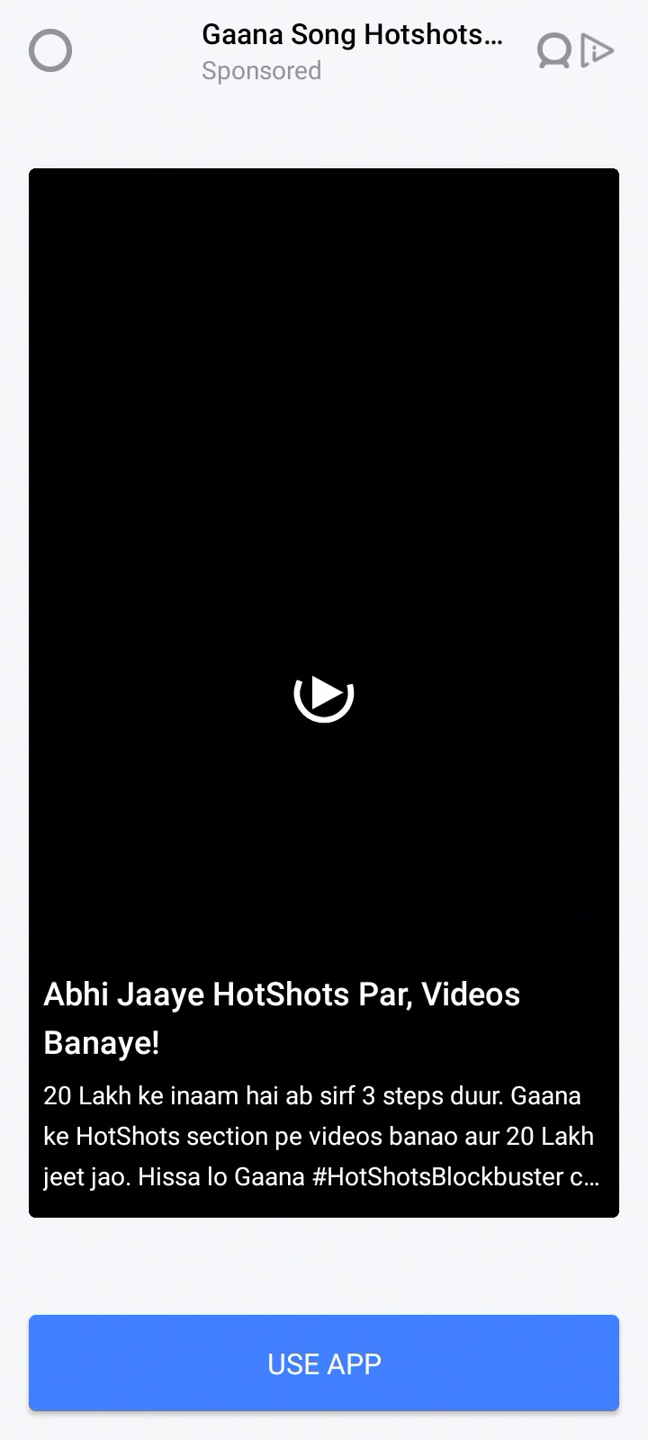 Gaana Song Hotshots...
Sponsored
Abhi Jaaye HotShots Par, Videos
Banaye!
20 Lakh ke inaam hai ab sirf 3 steps duur. Gaana
ke HotShots section pe videos banao aur 20 Lakh
jeet jao. Hissa lo Gaana #HotShotsBlockbuster c...
USE APP